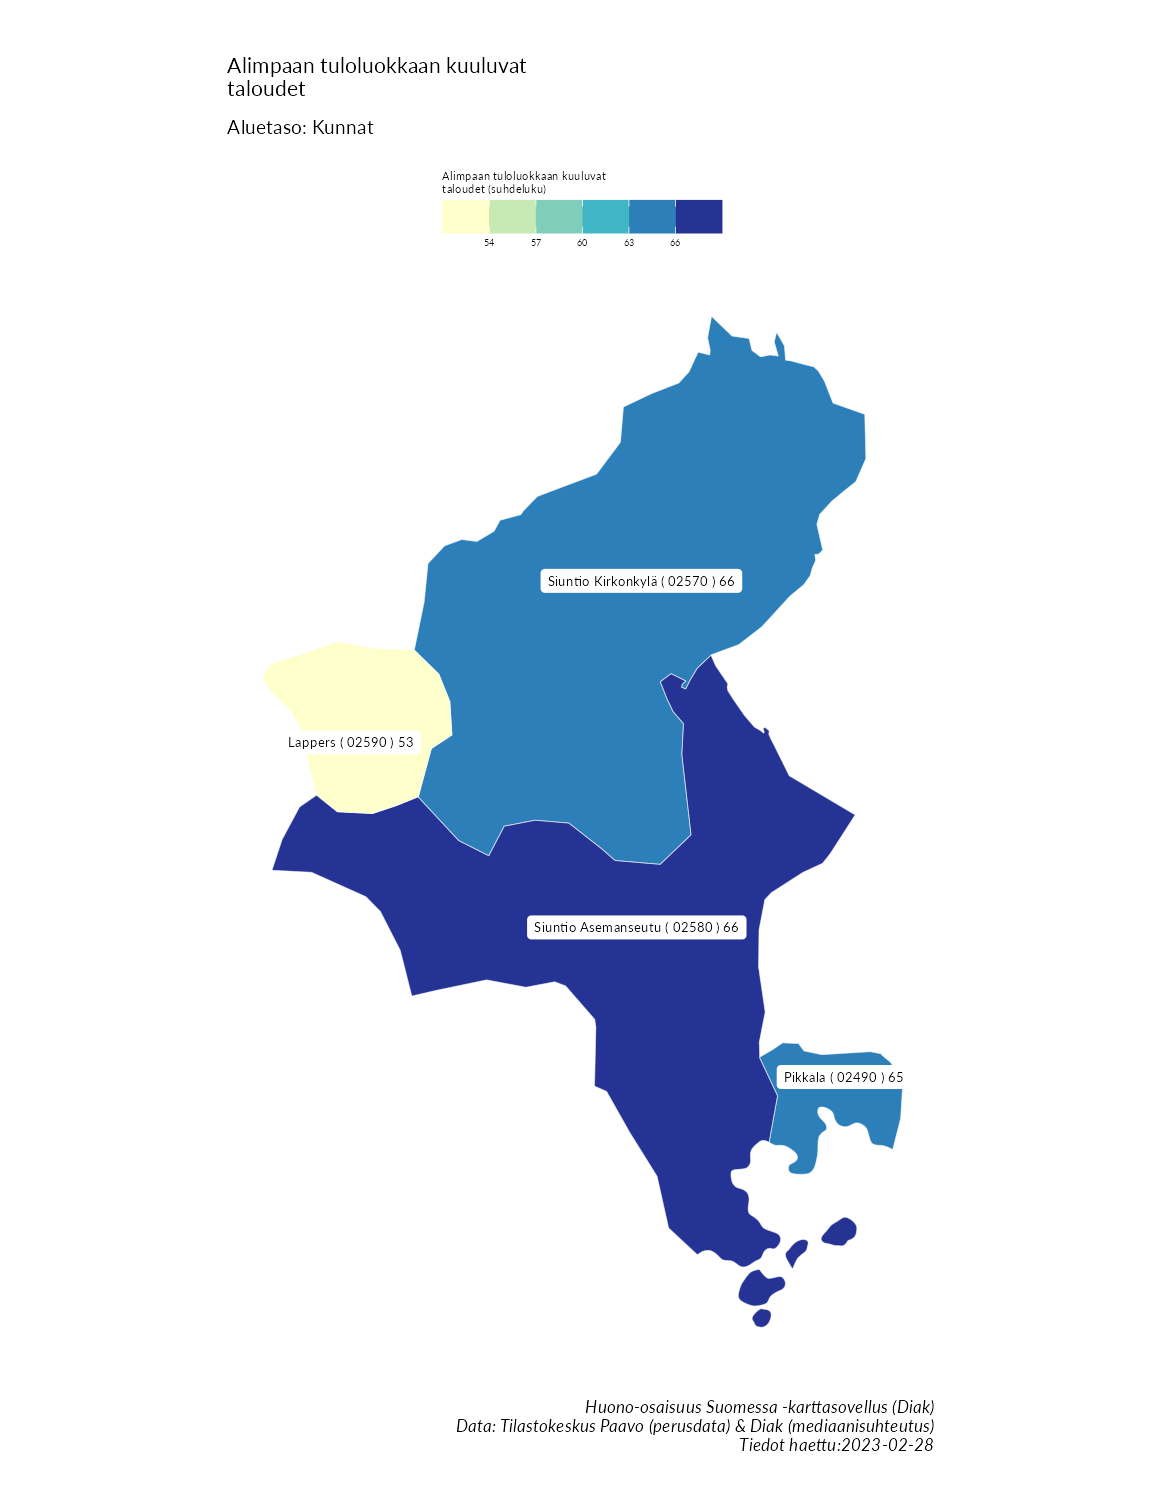 Alimpaan tuloluokkaan kuuluvat
taloudet
Aluetaso: Kunnat
Alimpaan tuloluokkaan kuuluvat
taloudet (suhdeluku)
54 57 60 63 66
Siuntio Kirkonkylä ( 02570 ) 66
Lappers ( 02590 ) 53
Siuntio Asemanseutu ( 02580 ) 66
Pikkala ( 02490 ) 65
Huono-osaisuus Suomessa -karttasovellus (Diak)
Data: Tilastokeskus Paavo (perusdata) & Diak (mediaanisuhteutus)
Tiedot haettu:2023-02-28